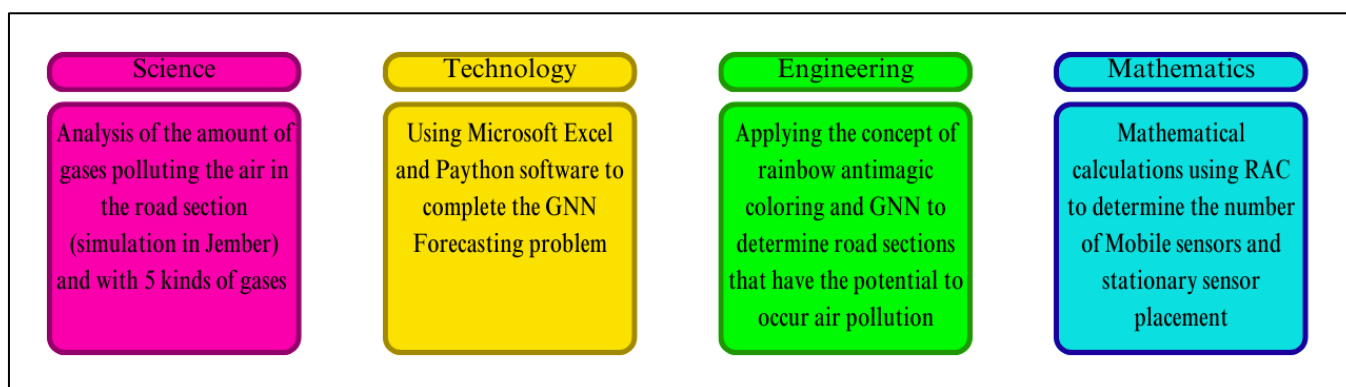 Science
Analysis of the amount of
gases polluting the air in
the road section
(simulation in Jember)
and with 5 kinds of gases
Technology
Using Microsoft Excel
and Paython software to
complete the GNN
Forecasting problem
Engineering
Applying the concept of
rainbow antimagic
coloring and GNN to
determine road sections
that have the potential to
occur air pollution
Mathematics
Mathematical
calculations using RAC
to determine the number
of Mobile sensors and
stationary sensor
placement